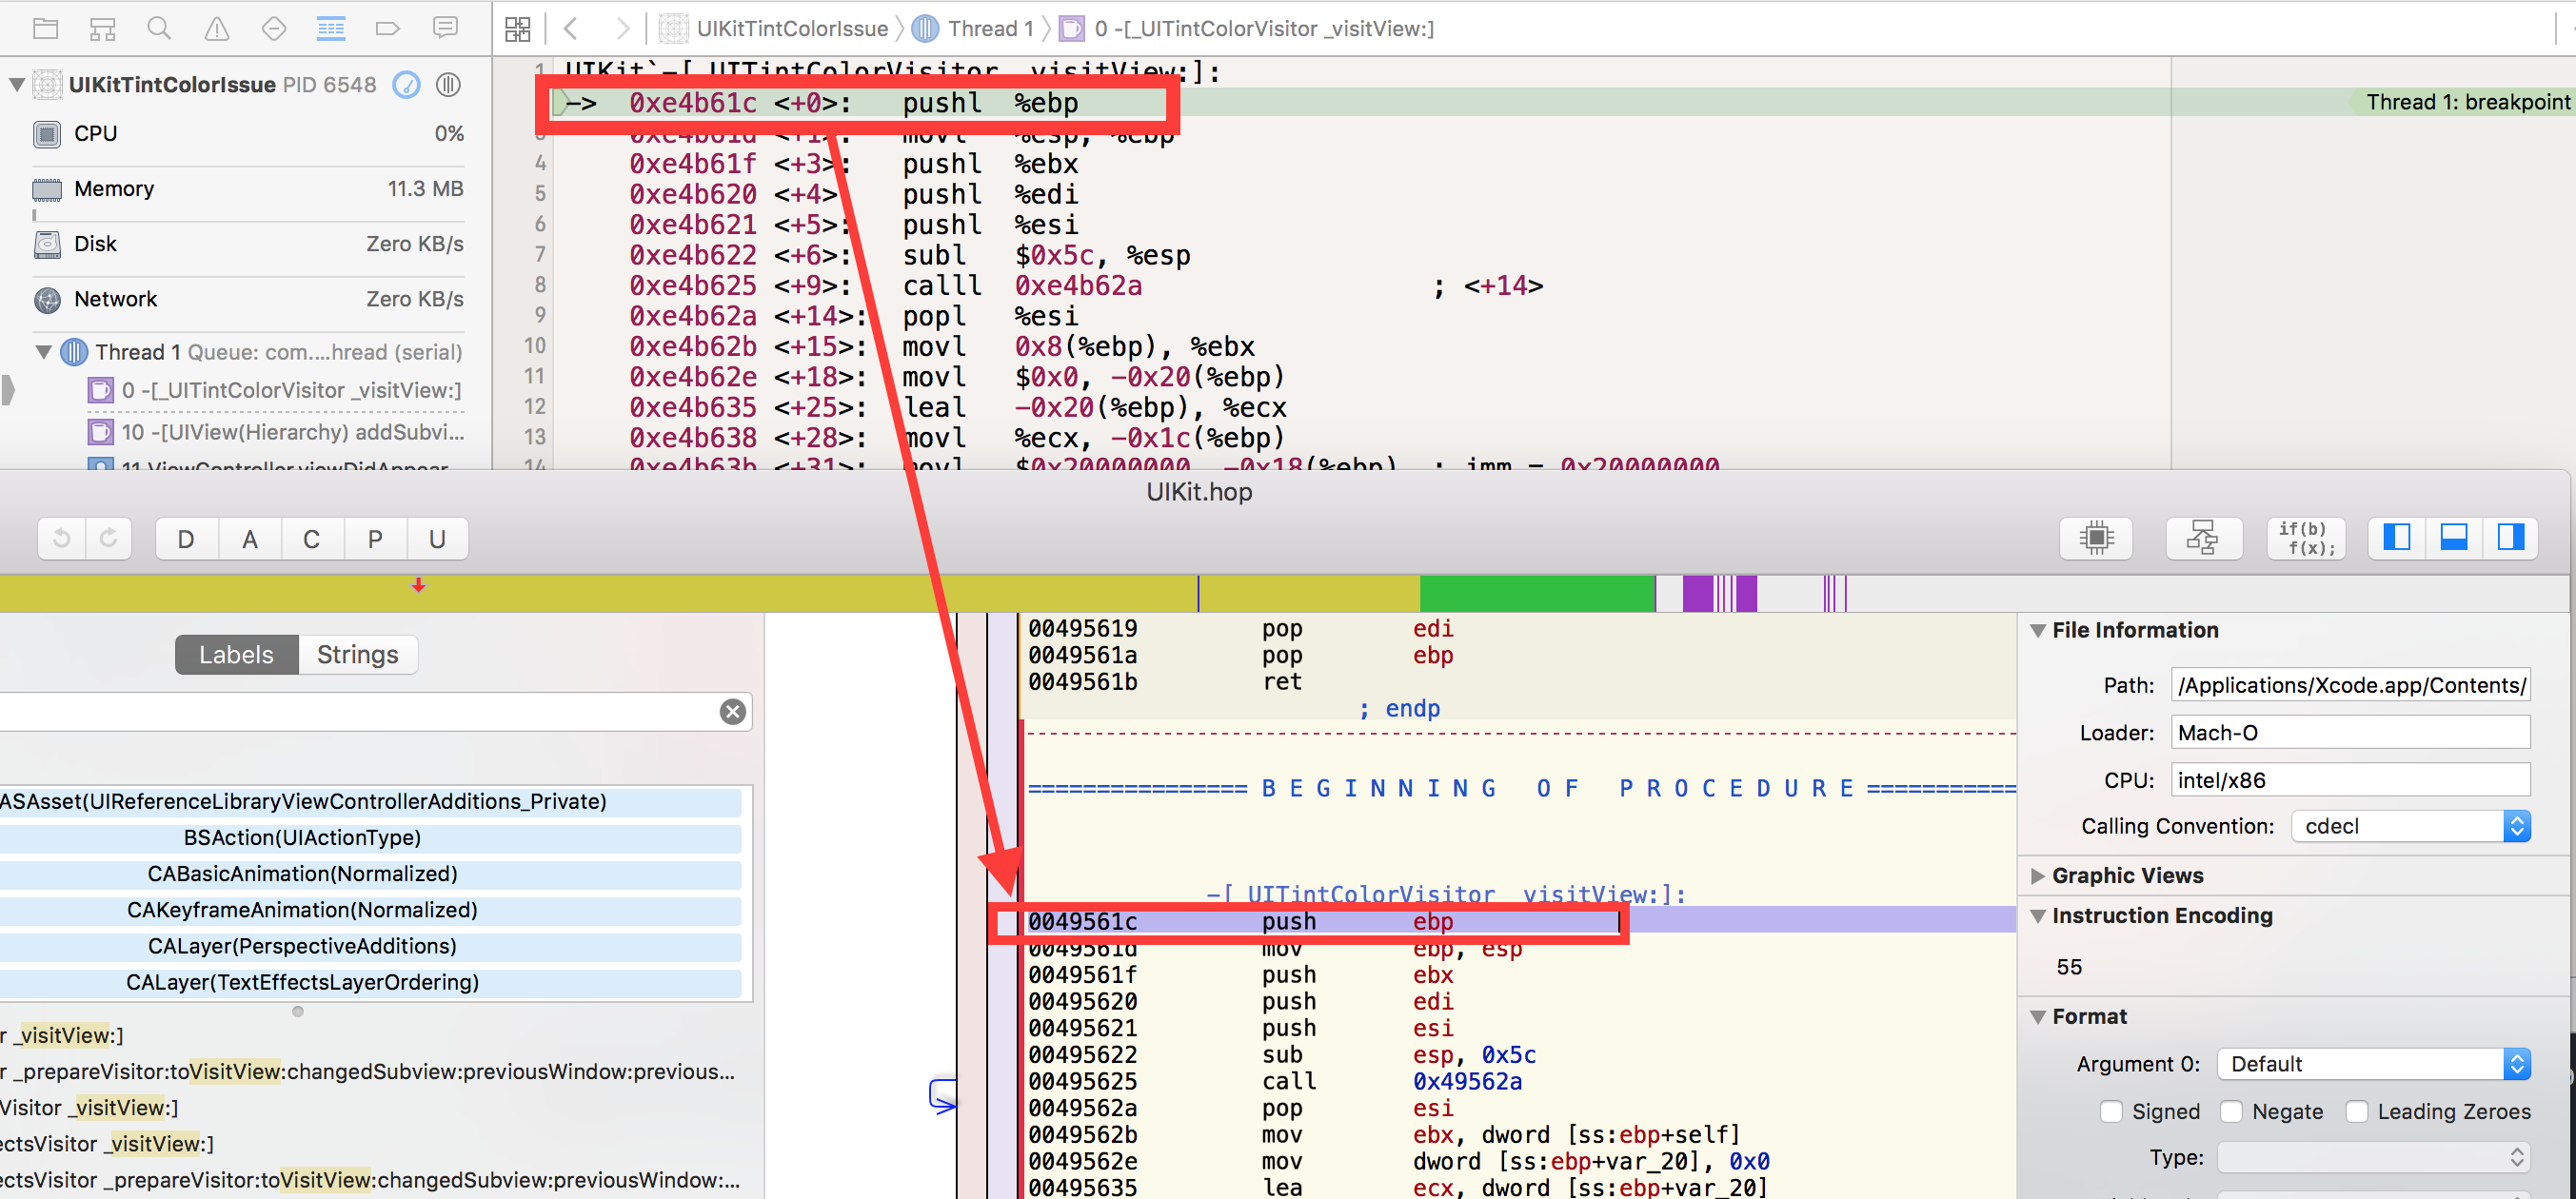 UIKitTintColorIssue Thread 1 0 -[_UITintColorVisitor _visitView:]
UIKitTintColorIssue PID 6548
CPU 0%
Memory 11.3 MB
Disk Zero KB/s
Network Zero KB/s
Thread 1 Queue: com....hread (serial)
0 -[_UITintColorVisitor _visitView:]
10 -[UIView(Hierarchy) addSubvi...
11 ViewController.viewDidAppear
1 UIKit`-[_UITintColorVisitor _visitView:]:
-> 0xe4b61c <+0>: pushl %ebp Thread 1: breakpoint
3 0xe4b61d <+1>: movl %esp, %ebp
4 0xe4b61f <+3>: pushl %ebx
5 0xe4b620 <+4> pushl %edi
6 0xe4b621 <+5>: pushl %esi
7 0xe4b622 <+6>: subl $0x5c, %esp
8 0xe4b625 <+9>: calll 0xe4b62a ; <+14>
9 0xe4b62a <+14>: popl %esi
10 0xe4b62b <+15>: movl 0x8(%ebp), %ebx
11 0xe4b62e <+18>: movl $0x0, -0x20(%ebp)
12 0xe4b635 <+25>: leal -0x20(%ebp), %ecx
13 0xe4b638 <+28>: movl %ecx, -0x1c(%ebp)
14 0xe4b63b <+31>: movl $0x20000000, -0x18(%ebp) ; imm = 0x20000000
UIKit.hop
D A C P U
if(b)
f(x);
Labels Strings
ASAsset(UIReferenceLibraryViewControllerAdditions_Private)
BSAction(UIActionType)
CABasicAnimation(Normalized)
CAKeyframeAnimation(Normalized)
CALayer(PerspectiveAdditions)
CALayer(TextEffectsLayerOrdering)
r _visitView:]
r _prepareVisitor:toVisitView:changedSubview:previousWindow:previous...
Visitor _visitView:]
ectsVisitor _visitView:]
ectsVisitor _prepareVisitor:toVisitView:changedSubview:previousWindow:...
00495619 pop edi
0049561a pop ebp
0049561b ret
; endp
================ B E G I N N I N G O F P R O C E D U R E ===========
-[_UITintColorVisitor _visitView:]:
0049561c push ebp
0049561d mov ebp, esp
0049561f push ebx
00495620 push edi
00495621 push esi
00495622 sub esp, 0x5c
00495625 call 0x49562a
0049562a pop esi
0049562b mov ebx, dword [ss:ebp+self]
0049562e mov dword [ss:ebp+var_20], 0x0
00495635 lea ecx, dword [ss:ebp+var_20]
File Information
Path: /Applications/Xcode.app/Contents/
Loader: Mach-O
CPU: intel/x86
Calling Convention: cdecl
Graphic Views
Instruction Encoding
55
Format
Argument 0: Default
Signed Negate Leading Zeroes
Type: